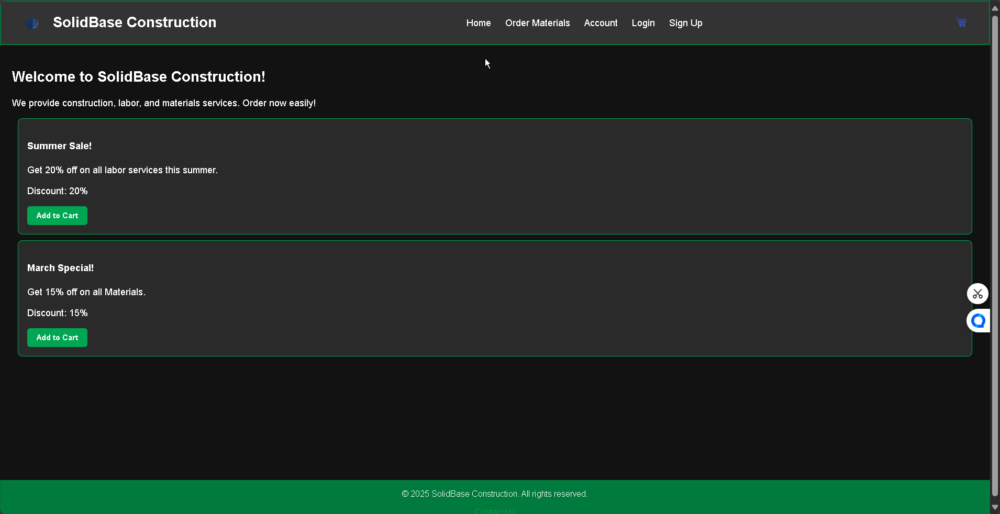 SolidBase Construction
Home Order Materials Account Login Sign Up
Welcome to SolidBase Construction!
We provide construction, labor, and materials services. Order now easily!
Summer Sale!
Get 20% off on all labor services this summer.
Discount: 20%
Add to Cart
March Special!
Get 15% off on all Materials.
Discount: 15%
Add to Cart
© 2025 SolidBase Construction. All rights reserved.
Contact Us